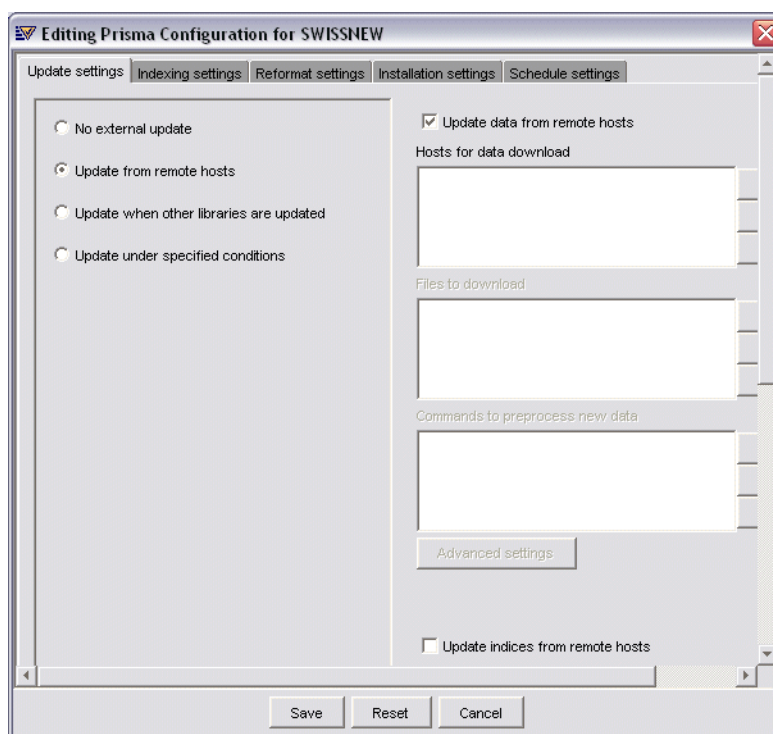 Editing Prisma Configuration for SWISSNEW
Update settings Indexing settings Reformat settings Installation settings Schedule settings
No external update
Update from remote hosts
Update when other libraries are updated
Update under specified conditions
Update data from remote hosts
Hosts for data download
Files to download
Commands to preprocess new data
Advanced settings
Update indices from remote hosts
Save Reset Cancel